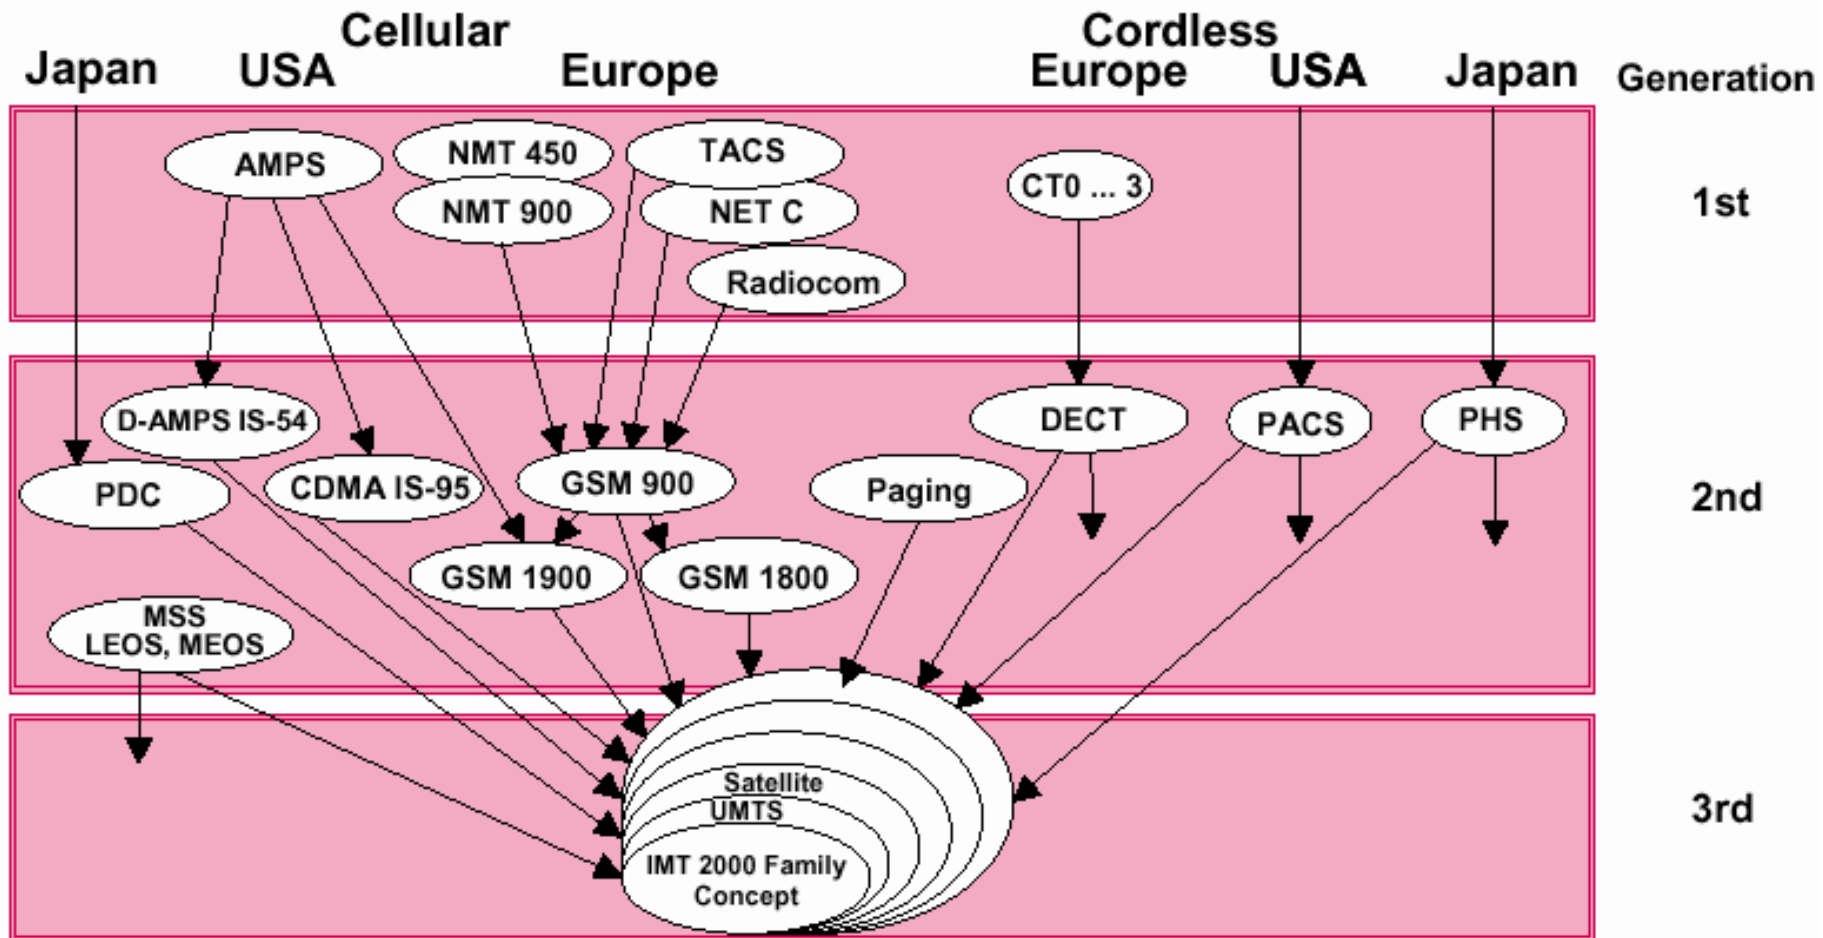 Cellular
Cordless
Japan
USA
Europe
Europe
USA
Japan
Generation
AMPS
NMT 450
NMT 900
TACS
NET C
Radiocom
CT0 ... 3
1st
D-AMPS IS-54
PDC
CDMA IS-95
GSM 900
GSM 1900
GSM 1800
Paging
DECT
PACS
PHS
2nd
MSS
LEOS, MEOS
Satellite
UMTS
IMT 2000 Family
Concept
3rd